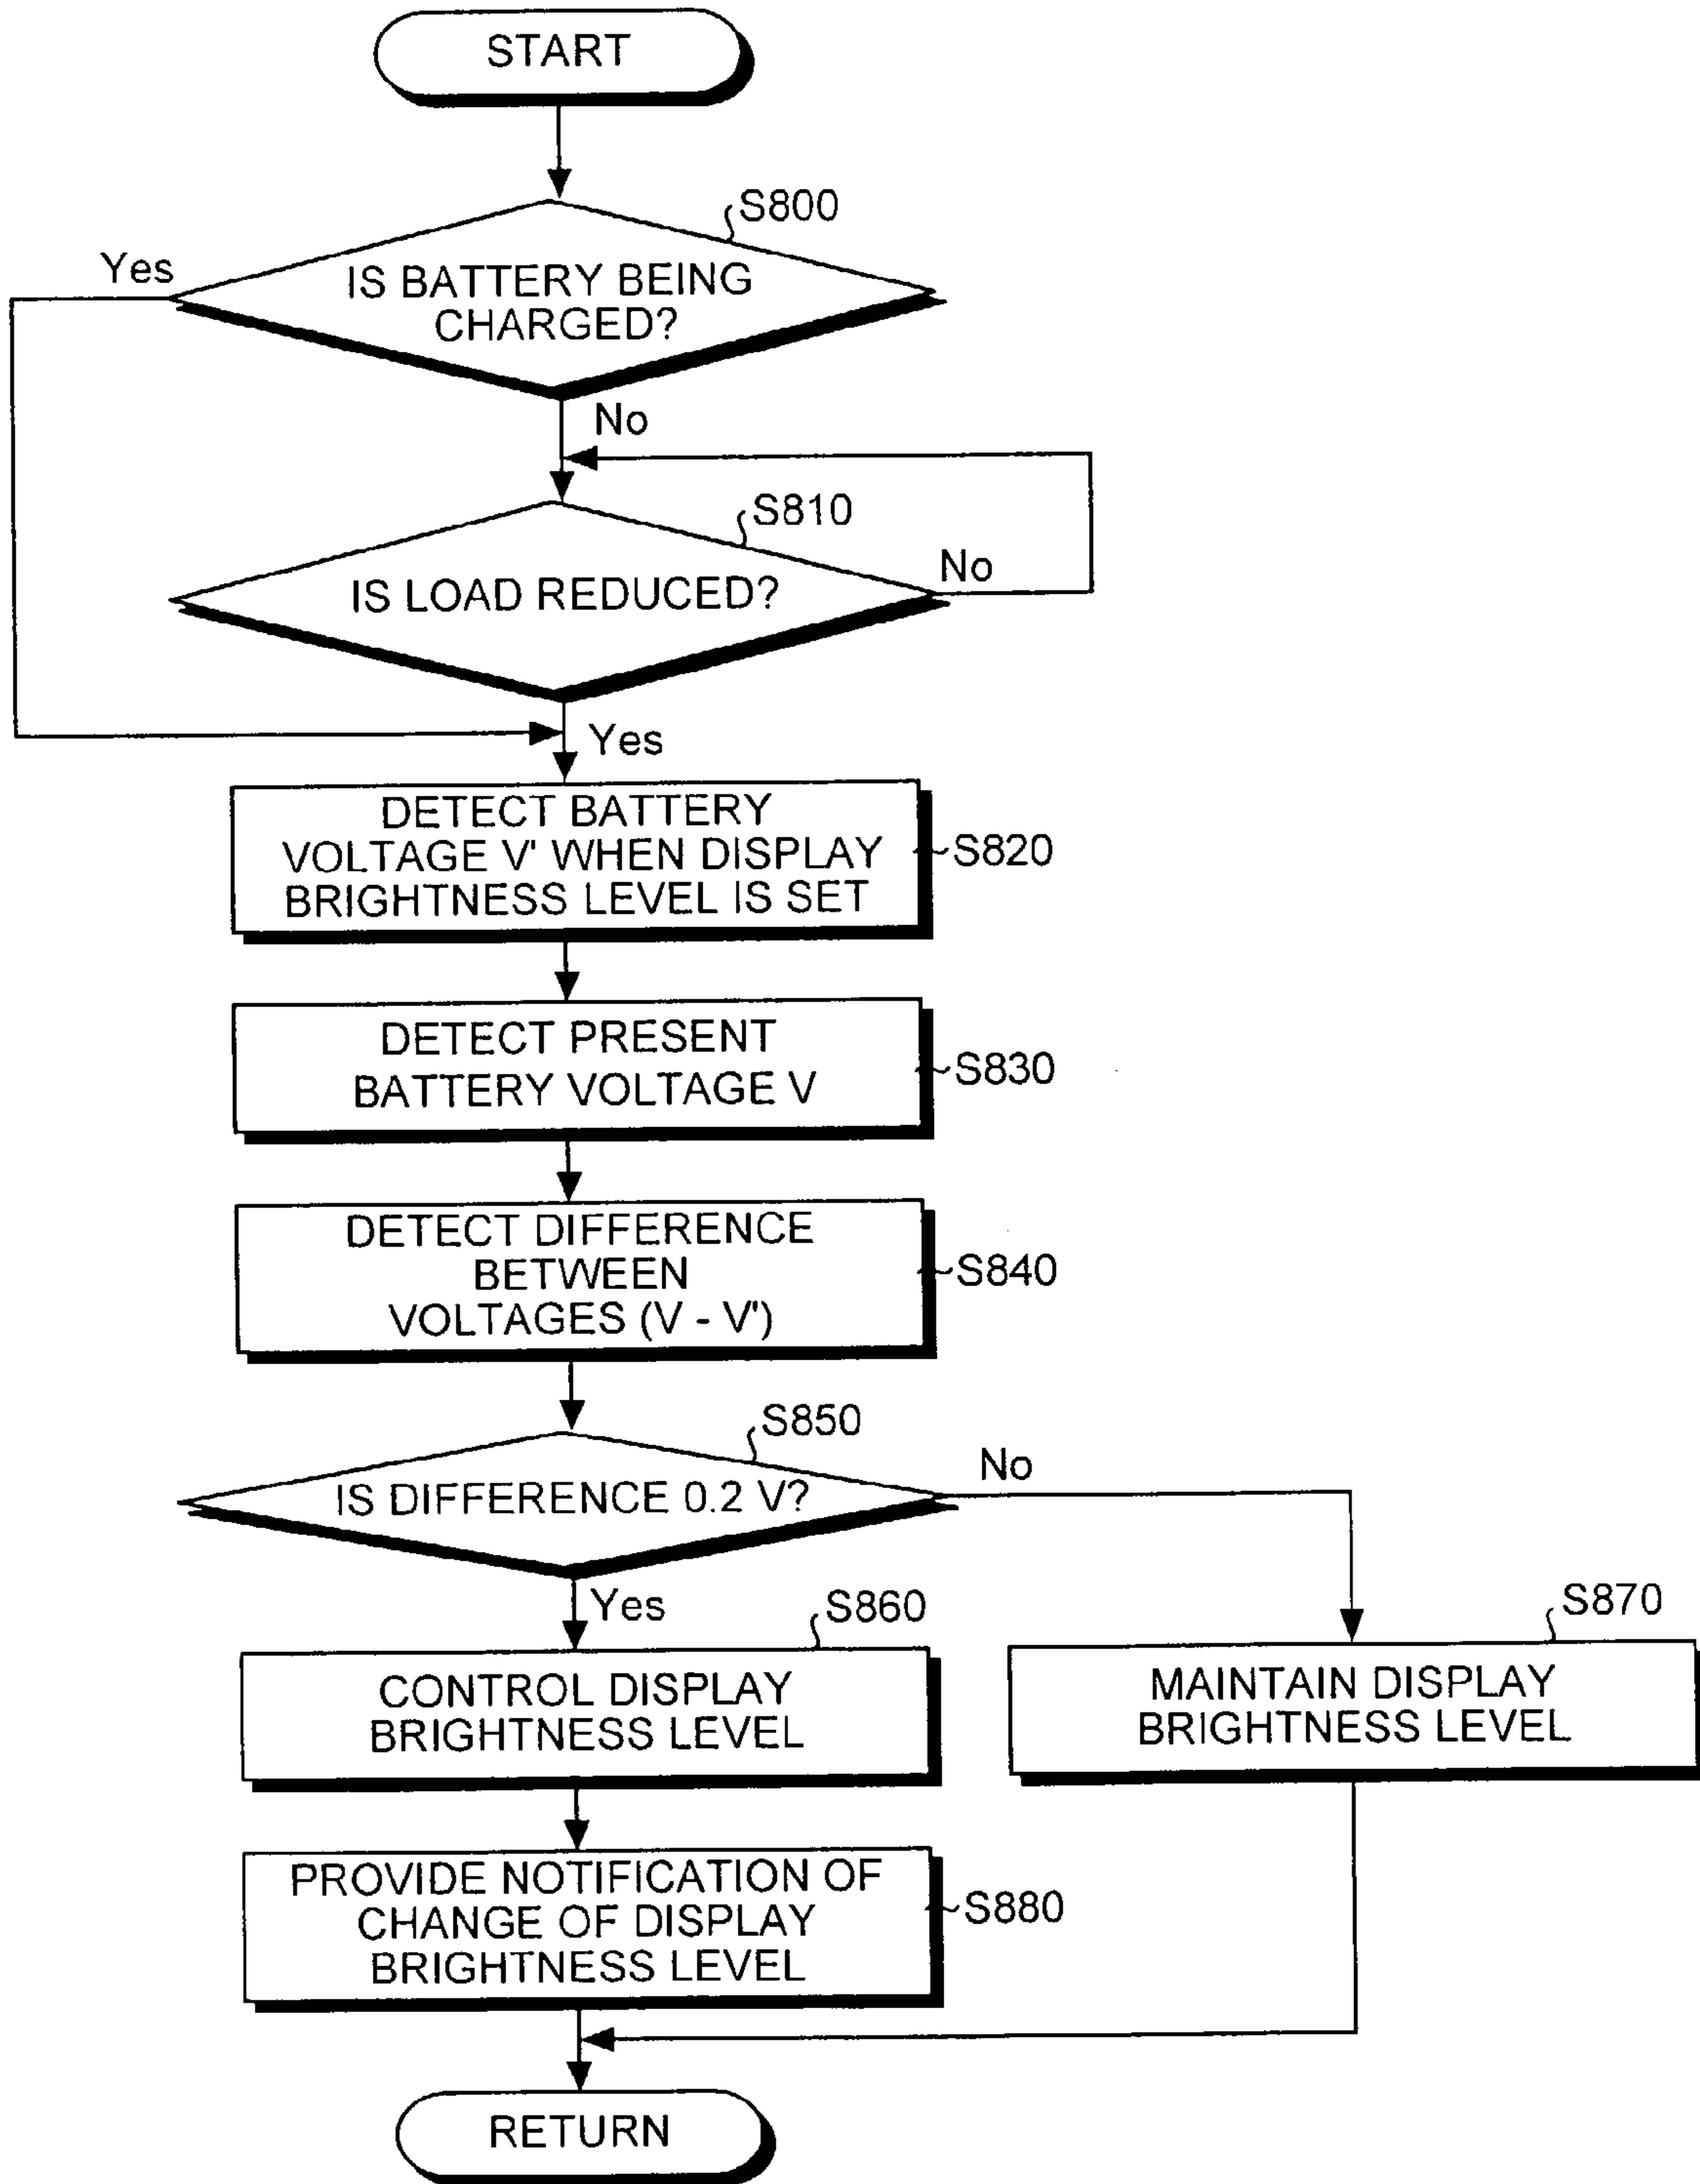 START
S800
Yes
IS BATTERY BEING
CHARGED?
No
S810
IS LOAD REDUCED?
No
Yes
DETECT BATTERY
VOLTAGE V' WHEN DISPLAY
BRIGHTNESS LEVEL IS SET
S820
DETECT PRESENT
BATTERY VOLTAGE V
S830
DETECT DIFFERENCE
BETWEEN
VOLTAGES (V - V')
S840
S850
IS DIFFERENCE 0.2 V?
No
Yes
S860
CONTROL DISPLAY
BRIGHTNESS LEVEL
S870
MAINTAIN DISPLAY
BRIGHTNESS LEVEL
PROVIDE NOTIFICATION OF
CHANGE OF DISPLAY
BRIGHTNESS LEVEL
S880
RETURN